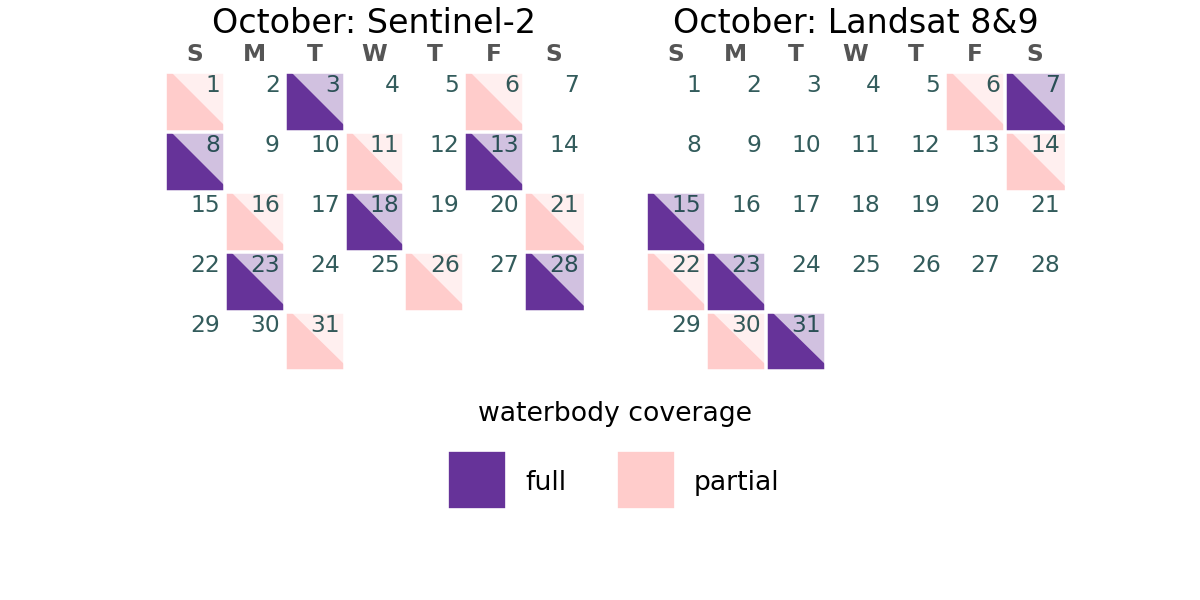 October: Sentinel-2
S M T W T F S
1 2 3 4 5 6 7
8 9 10 11 12 13 14
15 16 17 18 19 20 21
22 23 24 25 26 27 28
29 30 31
October: Landsat 8&9
S M T W T F S
1 2 3 4 5 6 7
8 9 10 11 12 13 14
15 16 17 18 19 20 21
22 23 24 25 26 27 28
29 30 31
waterbody coverage
full
partial